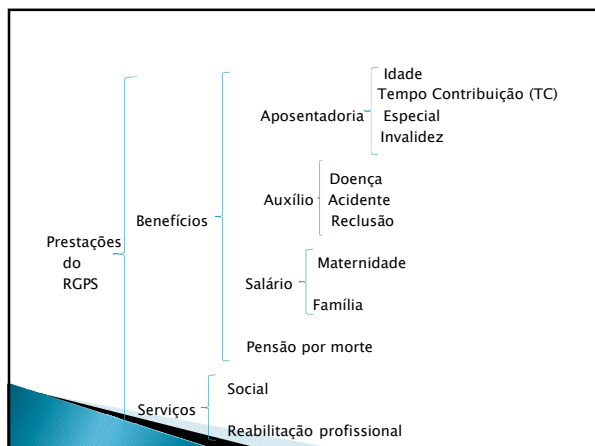 Prestações
do
RGPS
Benefícios
Aposentadoria
Idade
Tempo Contribuição (TC)
Especial
Invalidez
Auxílio
Doença
Acidente
Reclusão
Salário
Maternidade
Família
Pensão por morte
Serviços
Social
Reabilitação profissional